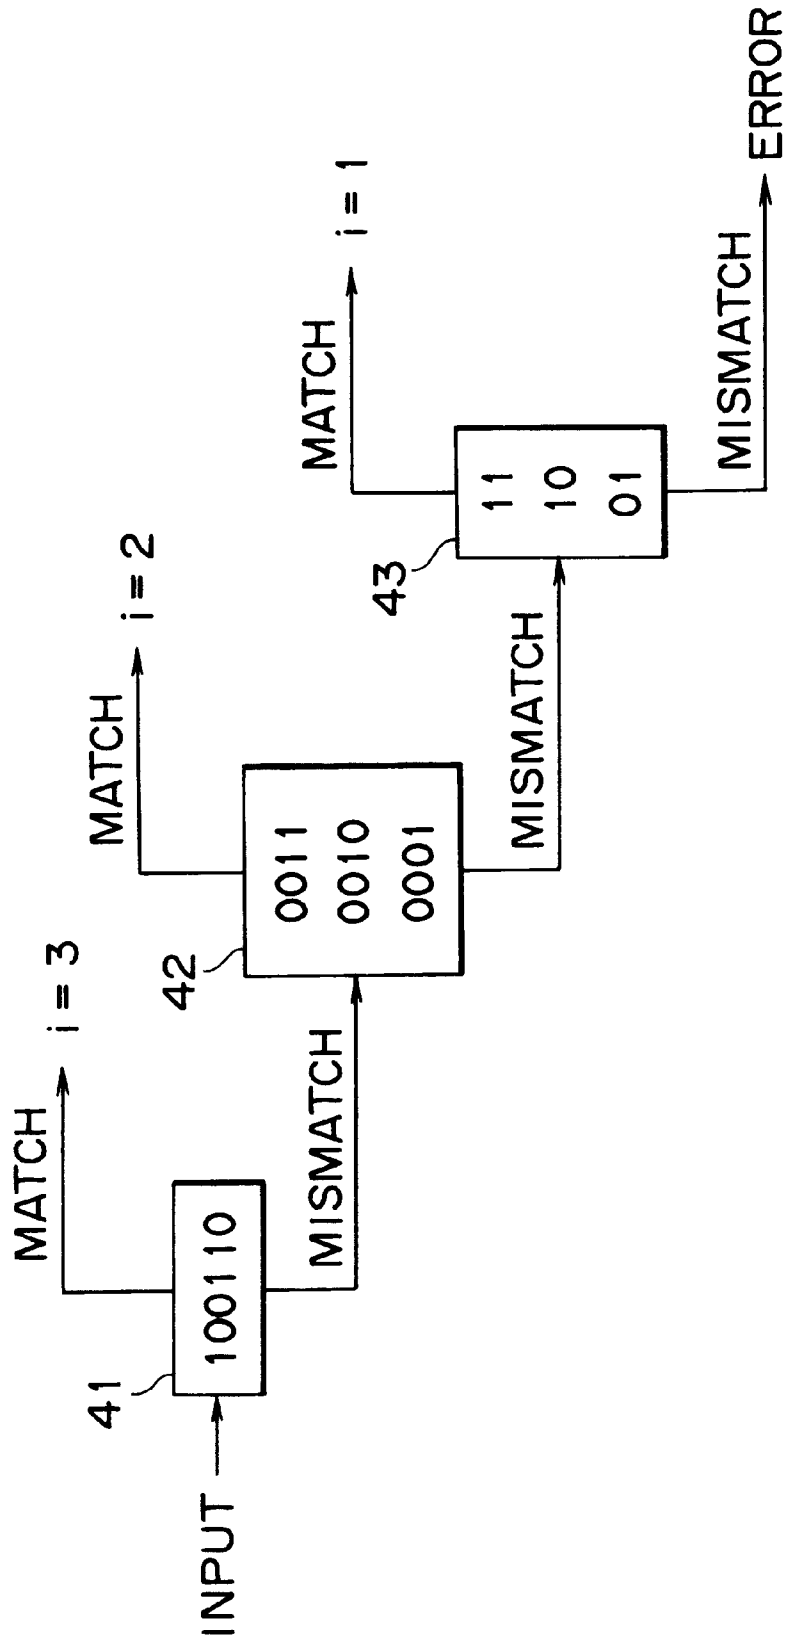 INPUT
41
100110
MATCH
i = 3
MISMATCH
42
0011
0010
0001
MATCH
i = 2
MISMATCH
43
11
10
01
MATCH
i = 1
MISMATCH
ERROR